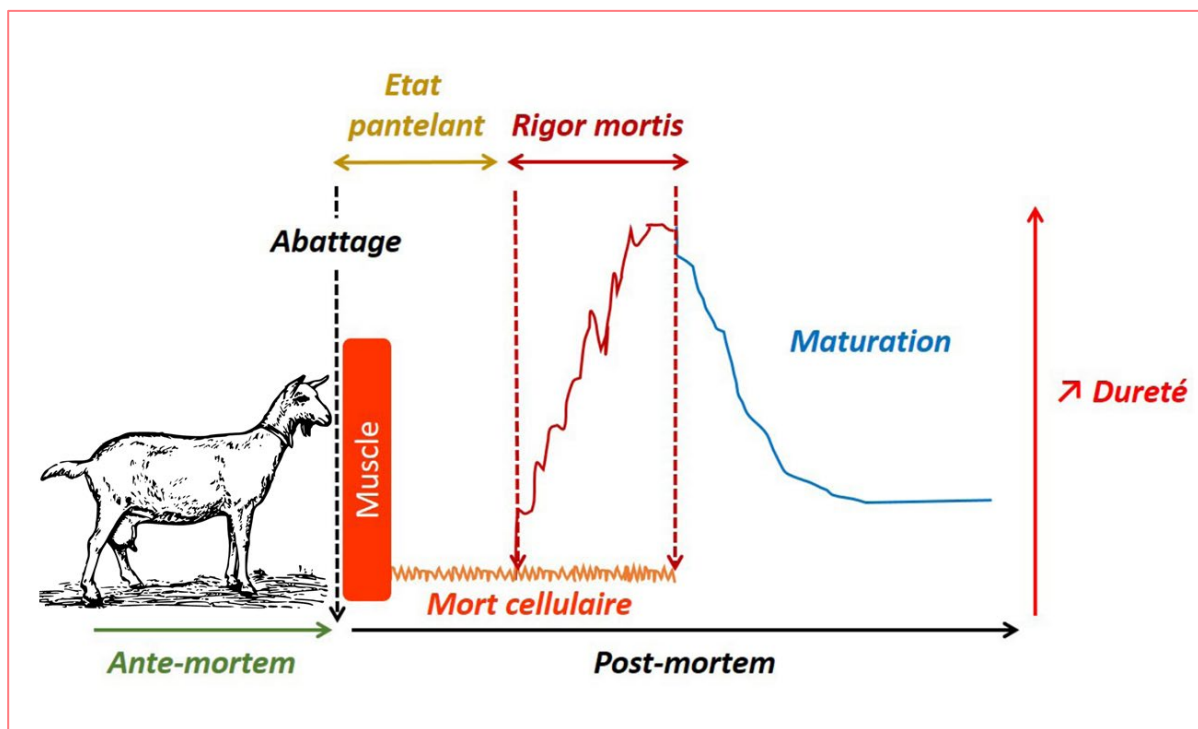 Etat
pantelant
Rigor mortis
Abattage
Maturation
↗ Dureté
Muscle
Mort cellulaire
Ante-mortem
Post-mortem